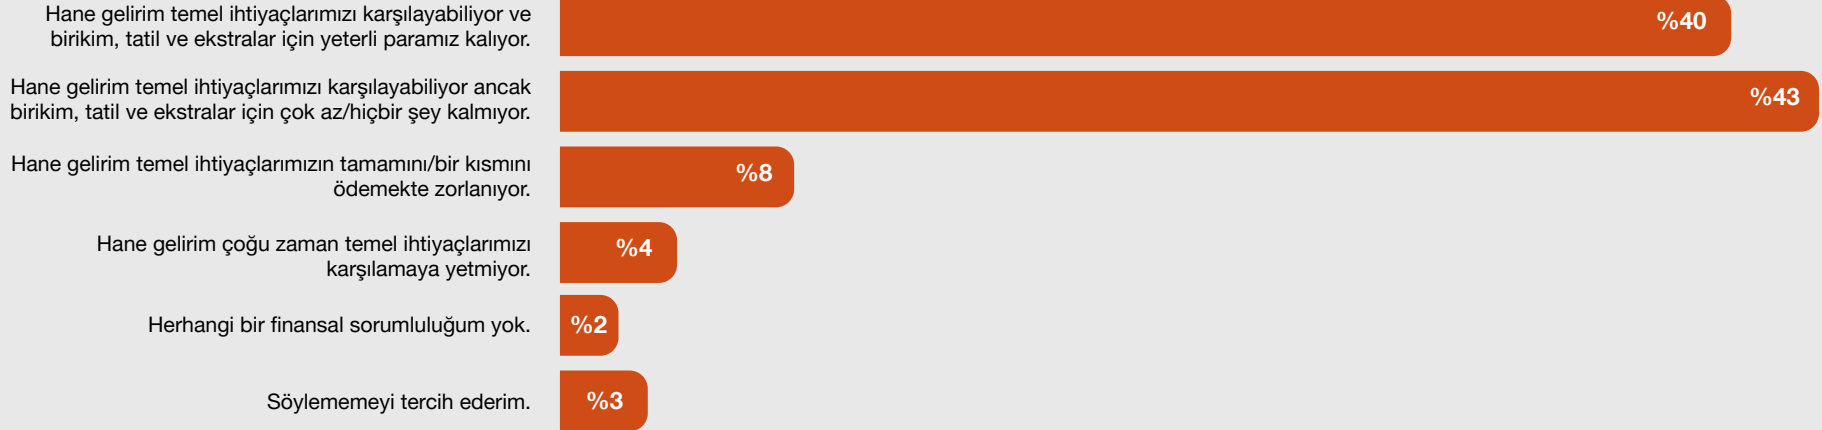 Hane gelirim temel ihtiyaçlarımızı karşılayabiliyor ve
birikim, tatil ve ekstralar için yeterli paramız kalıyor.
%40
Hane gelirim temel ihtiyaçlarımızı karşılayabiliyor ancak
birikim, tatil ve ekstralar için çok az/hiçbir şey kalmıyor.
%43
Hane gelirim temel ihtiyaçlarımızın tamamını/bir kısmını
ödemekte zorlanıyor.
%8
Hane gelirim çoğu zaman temel ihtiyaçlarımızı
karşılamaya yetmiyor.
%4
Herhangi bir finansal sorumluluğum yok.
%2
Söylememeyi tercih ederim.
%3